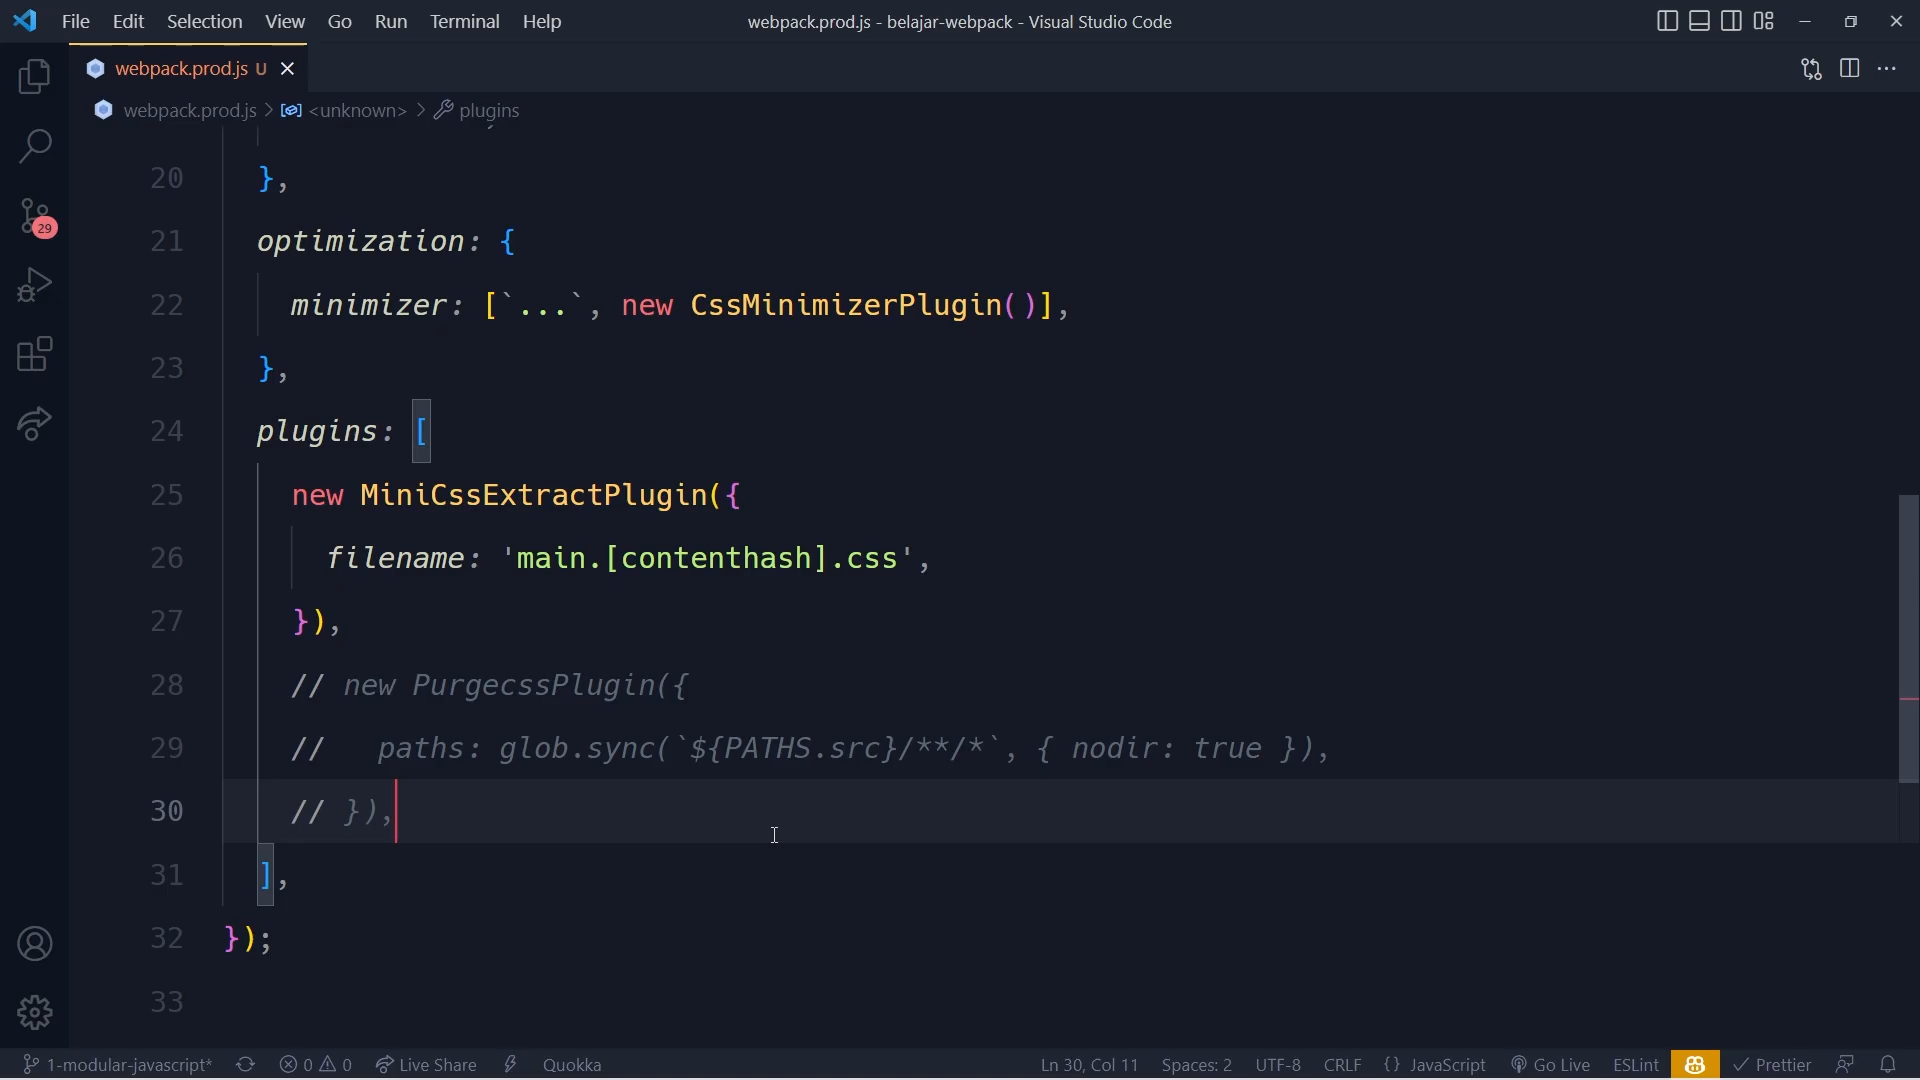 File Edit Selection View Go Run Terminal Help
webpack.prod.js - belajar-webpack - Visual Studio Code
webpack.prod.js U
webpack.prod.js > <unknown> > plugins
20 },
21 optimization: {
22 minimizer: [`...`, new CssMinimizerPlugin()],
23 },
24 plugins: [
25 new MiniCssExtractPlugin({
26 filename: 'main.[contenthash].css',
27 }),
28 // new PurgecssPlugin({
29 //   paths: glob.sync(`${PATHS.src}/**/*`, { nodir: true }),
30 // }),
31 ],
32 });
33
29
1-modular-javascript* 0 0 Live Share Quokka Ln 30, Col 11 Spaces: 2 UTF-8 CRLF {} JavaScript Go Live ESLint Prettier